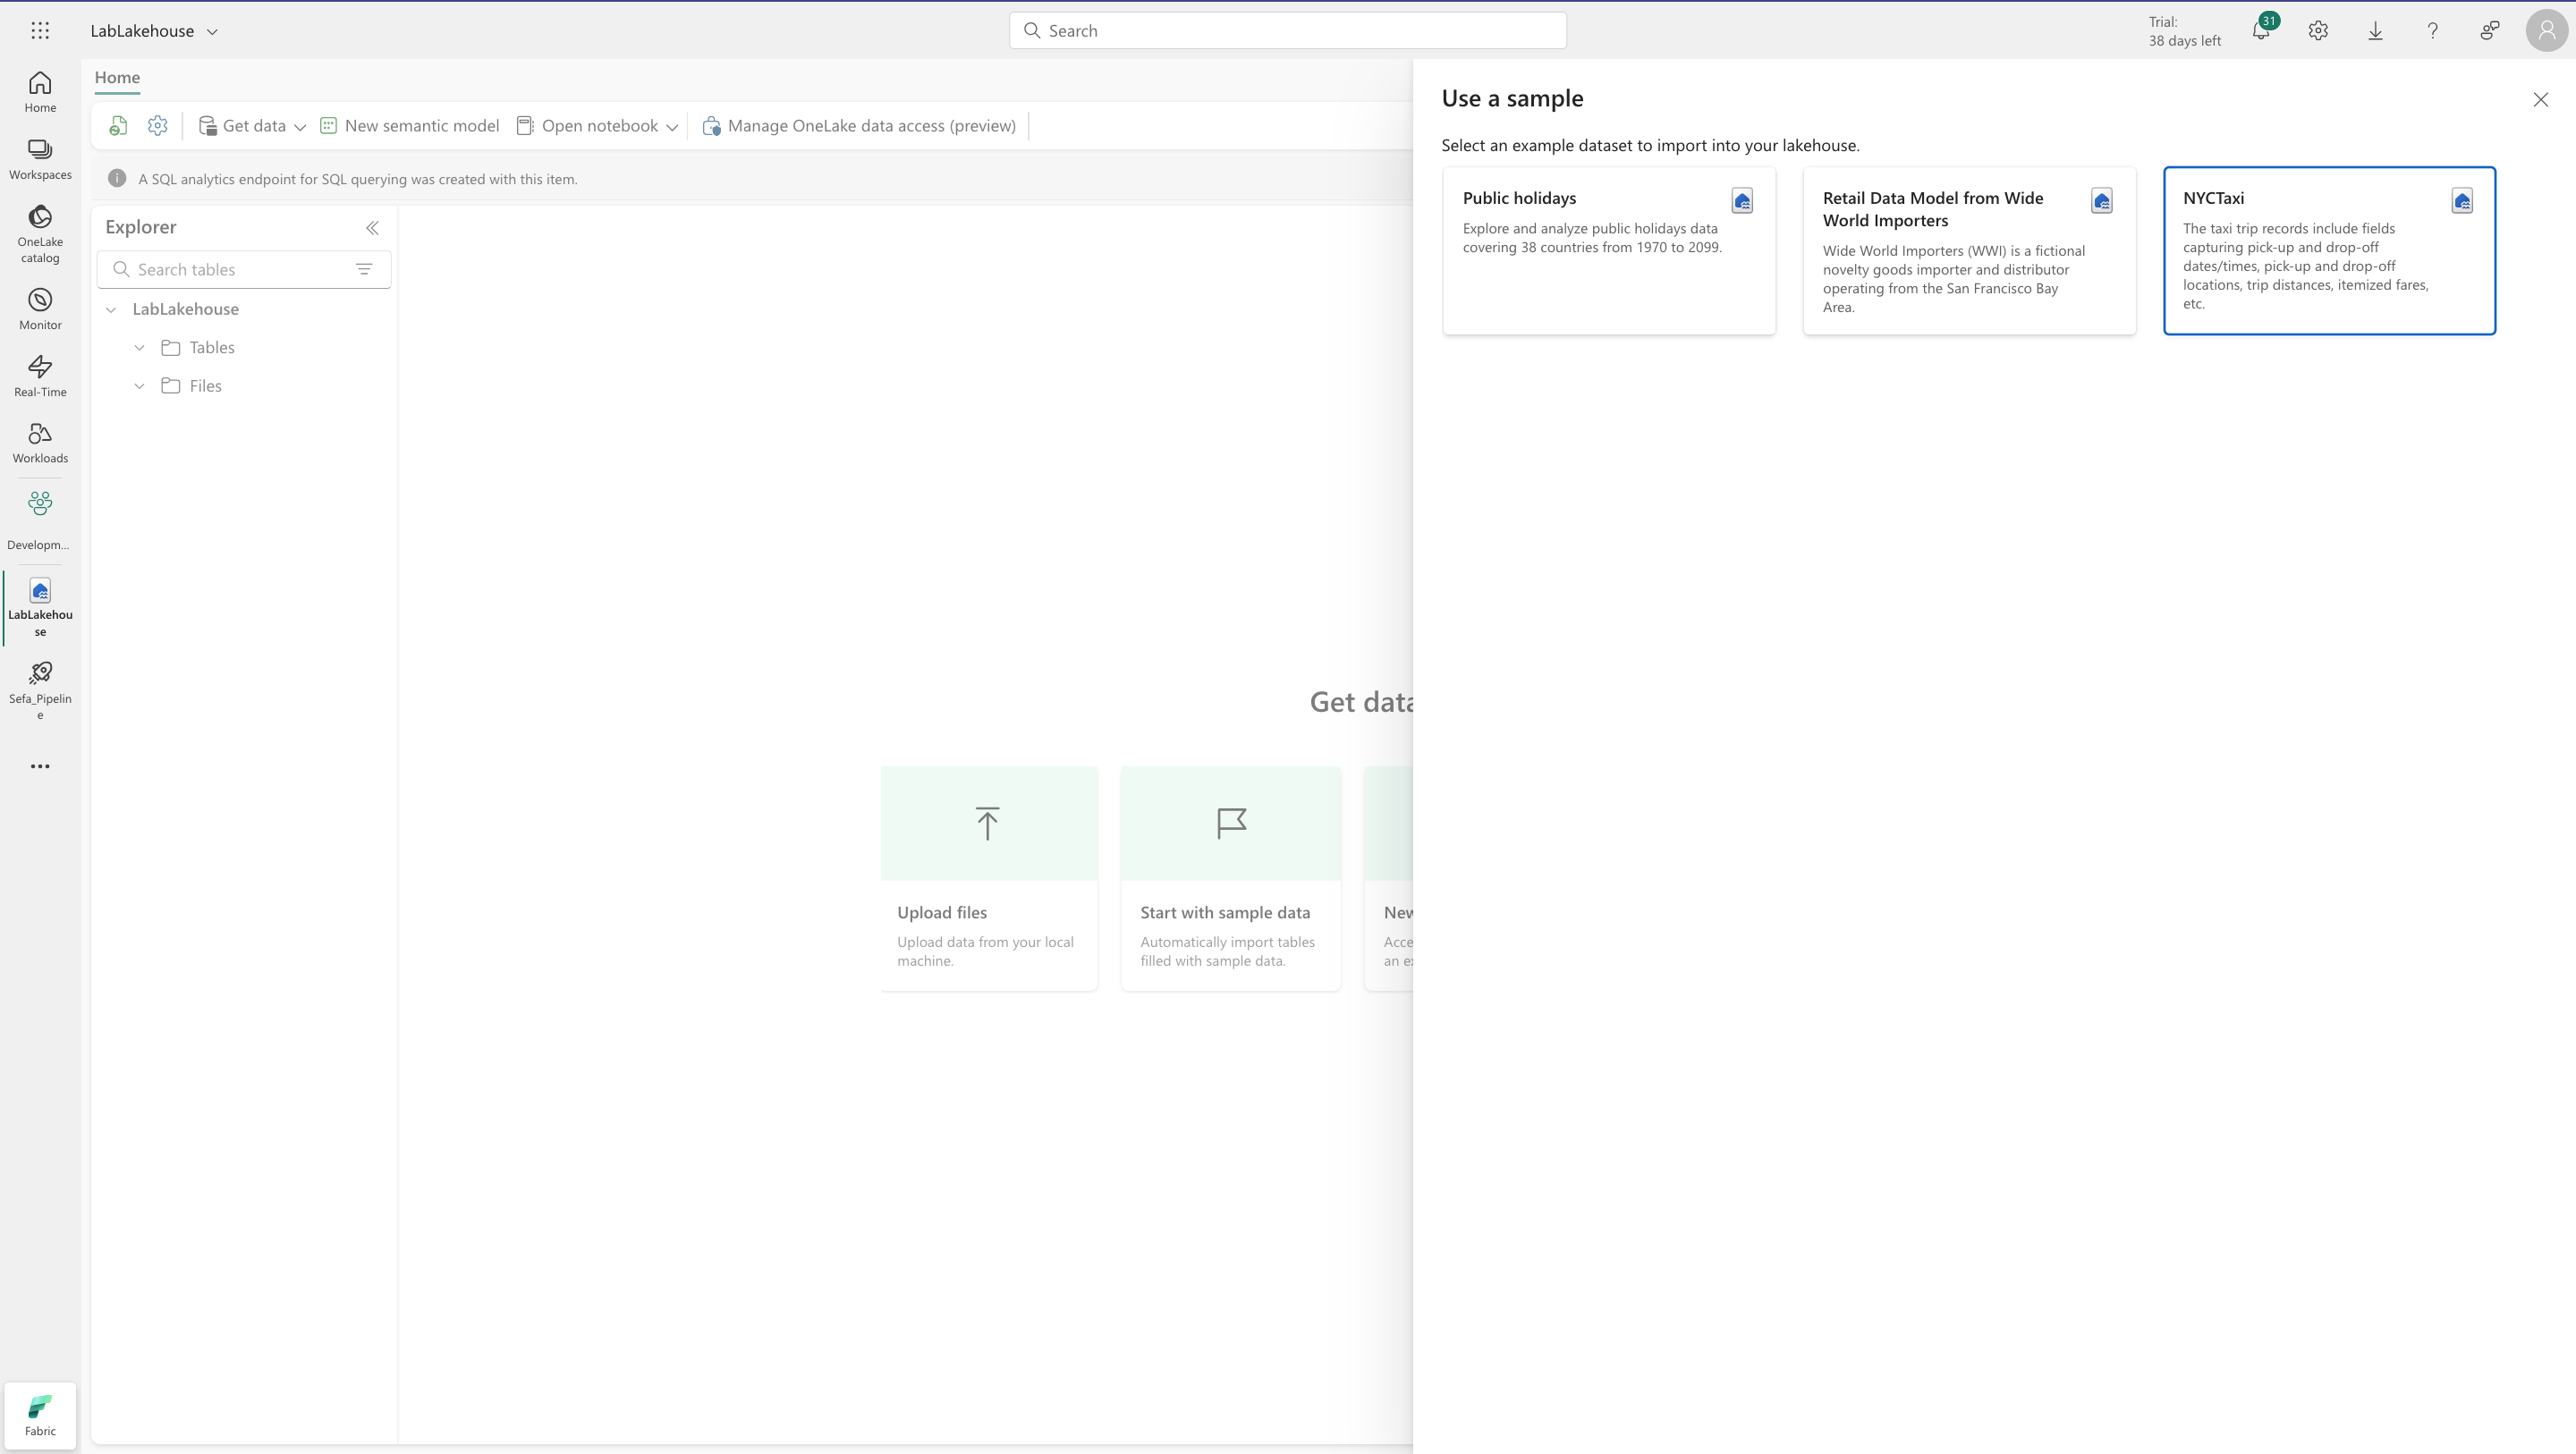 LabLakehouse
Search
Trial:
38 days left
31
Home
Workspaces
OneLake
catalog
Monitor
Real-Time
Workloads
Developm...
LabLakehou
se
Sefa_Pipelin
e
Fabric
Home
Get data
New semantic model
Open notebook
Manage OneLake data access (preview)
A SQL analytics endpoint for SQL querying was created with this item.
Explorer
Search tables
LabLakehouse
Tables
Files
Get data
Upload files
Upload data from your local
machine.
Start with sample data
Automatically import tables
filled with sample data.
New
Acce
an e
Use a sample
Select an example dataset to import into your lakehouse.
Public holidays
Explore and analyze public holidays data
covering 38 countries from 1970 to 2099.
Retail Data Model from Wide
World Importers
Wide World Importers (WWI) is a fictional
novelty goods importer and distributor
operating from the San Francisco Bay
Area.
NYCTaxi
The taxi trip records include fields
capturing pick-up and drop-off
dates/times, pick-up and drop-off
locations, trip distances, itemized fares,
etc.